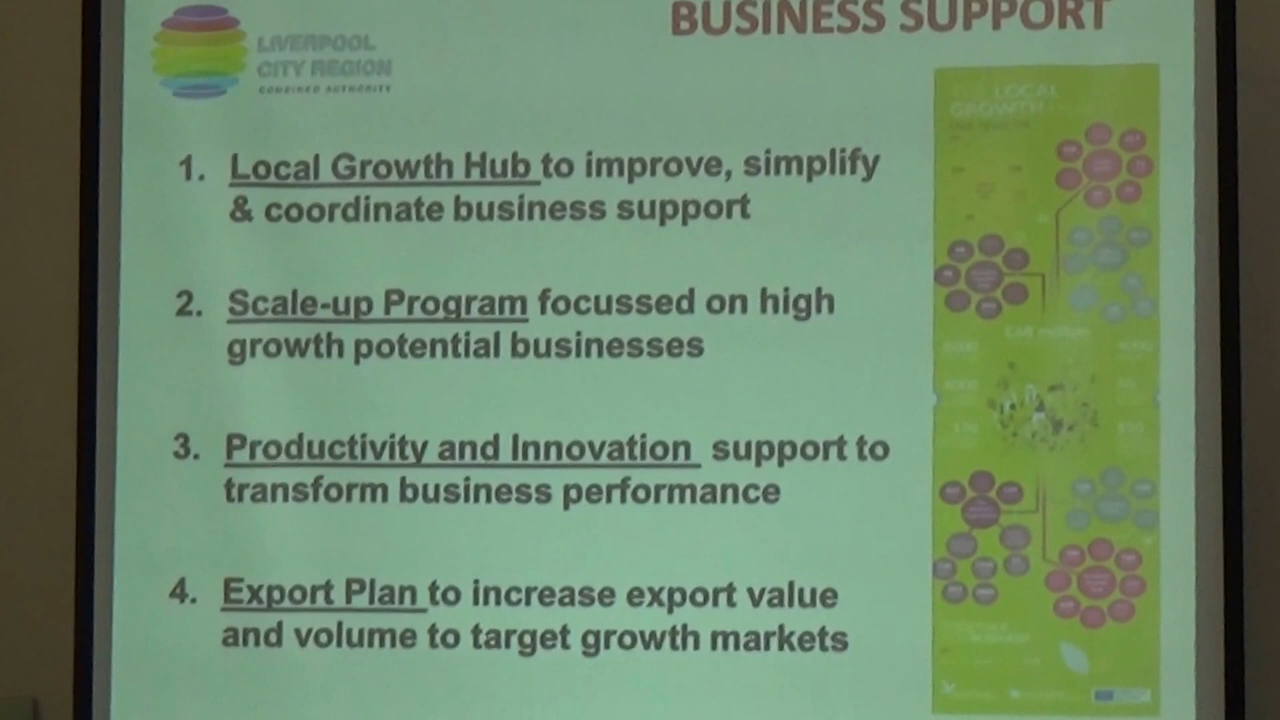 BUSINESS SUPPORT
LIVERPOOL
CITY REGION
COMBINED AUTHORITY
1. Local Growth Hub to improve, simplify
& coordinate business support
2. Scale-up Program focussed on high
growth potential businesses
3. Productivity and Innovation support to
transform business performance
4. Export Plan to increase export value
and volume to target growth markets
LOCAL
GROWTH